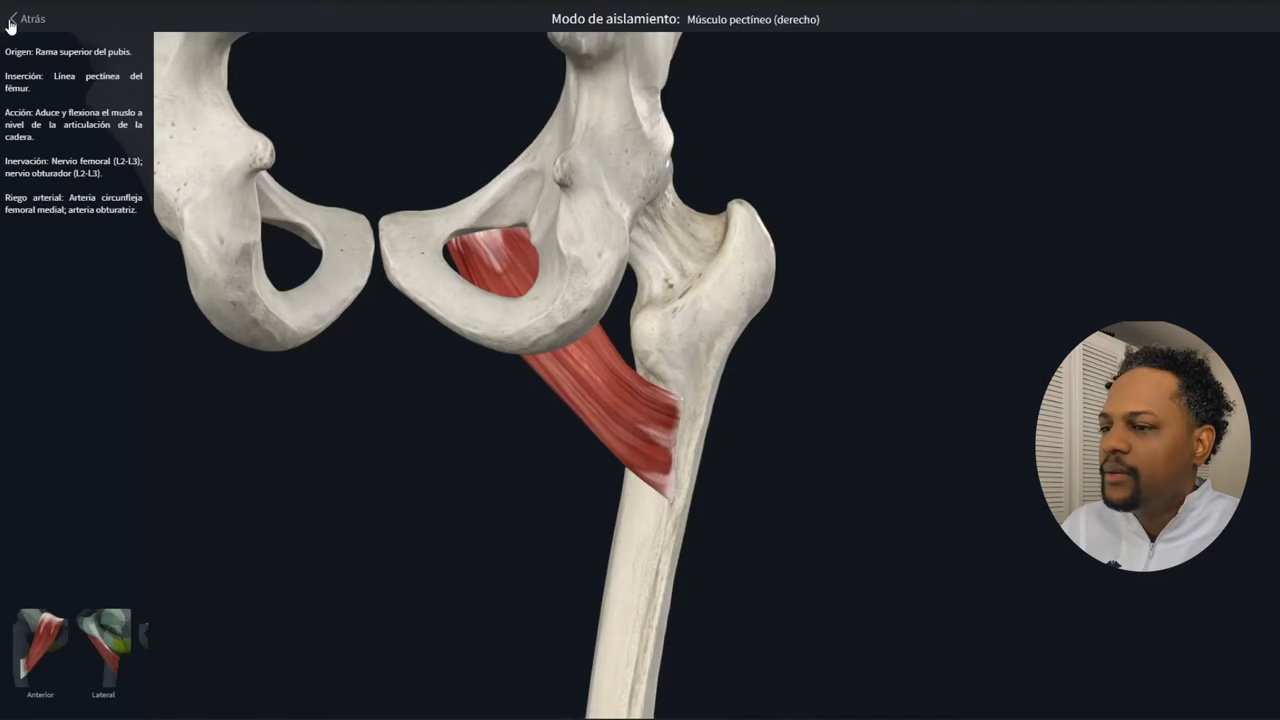 Atrás
Modo de aislamiento: Músculo pectíneo (derecho)
Origen: Rama superior del pubis.
Inserción: Línea pectínea del
fémur.
Acción: Aduce y flexiona el muslo a
nivel de la articulación de la
cadera.
Inervación: Nervio femoral (L2-L3);
nervio obturador (L2-L3).
Riego arterial: Arteria circunfleja
femoral medial; arteria obturatriz.
Anterior
Lateral